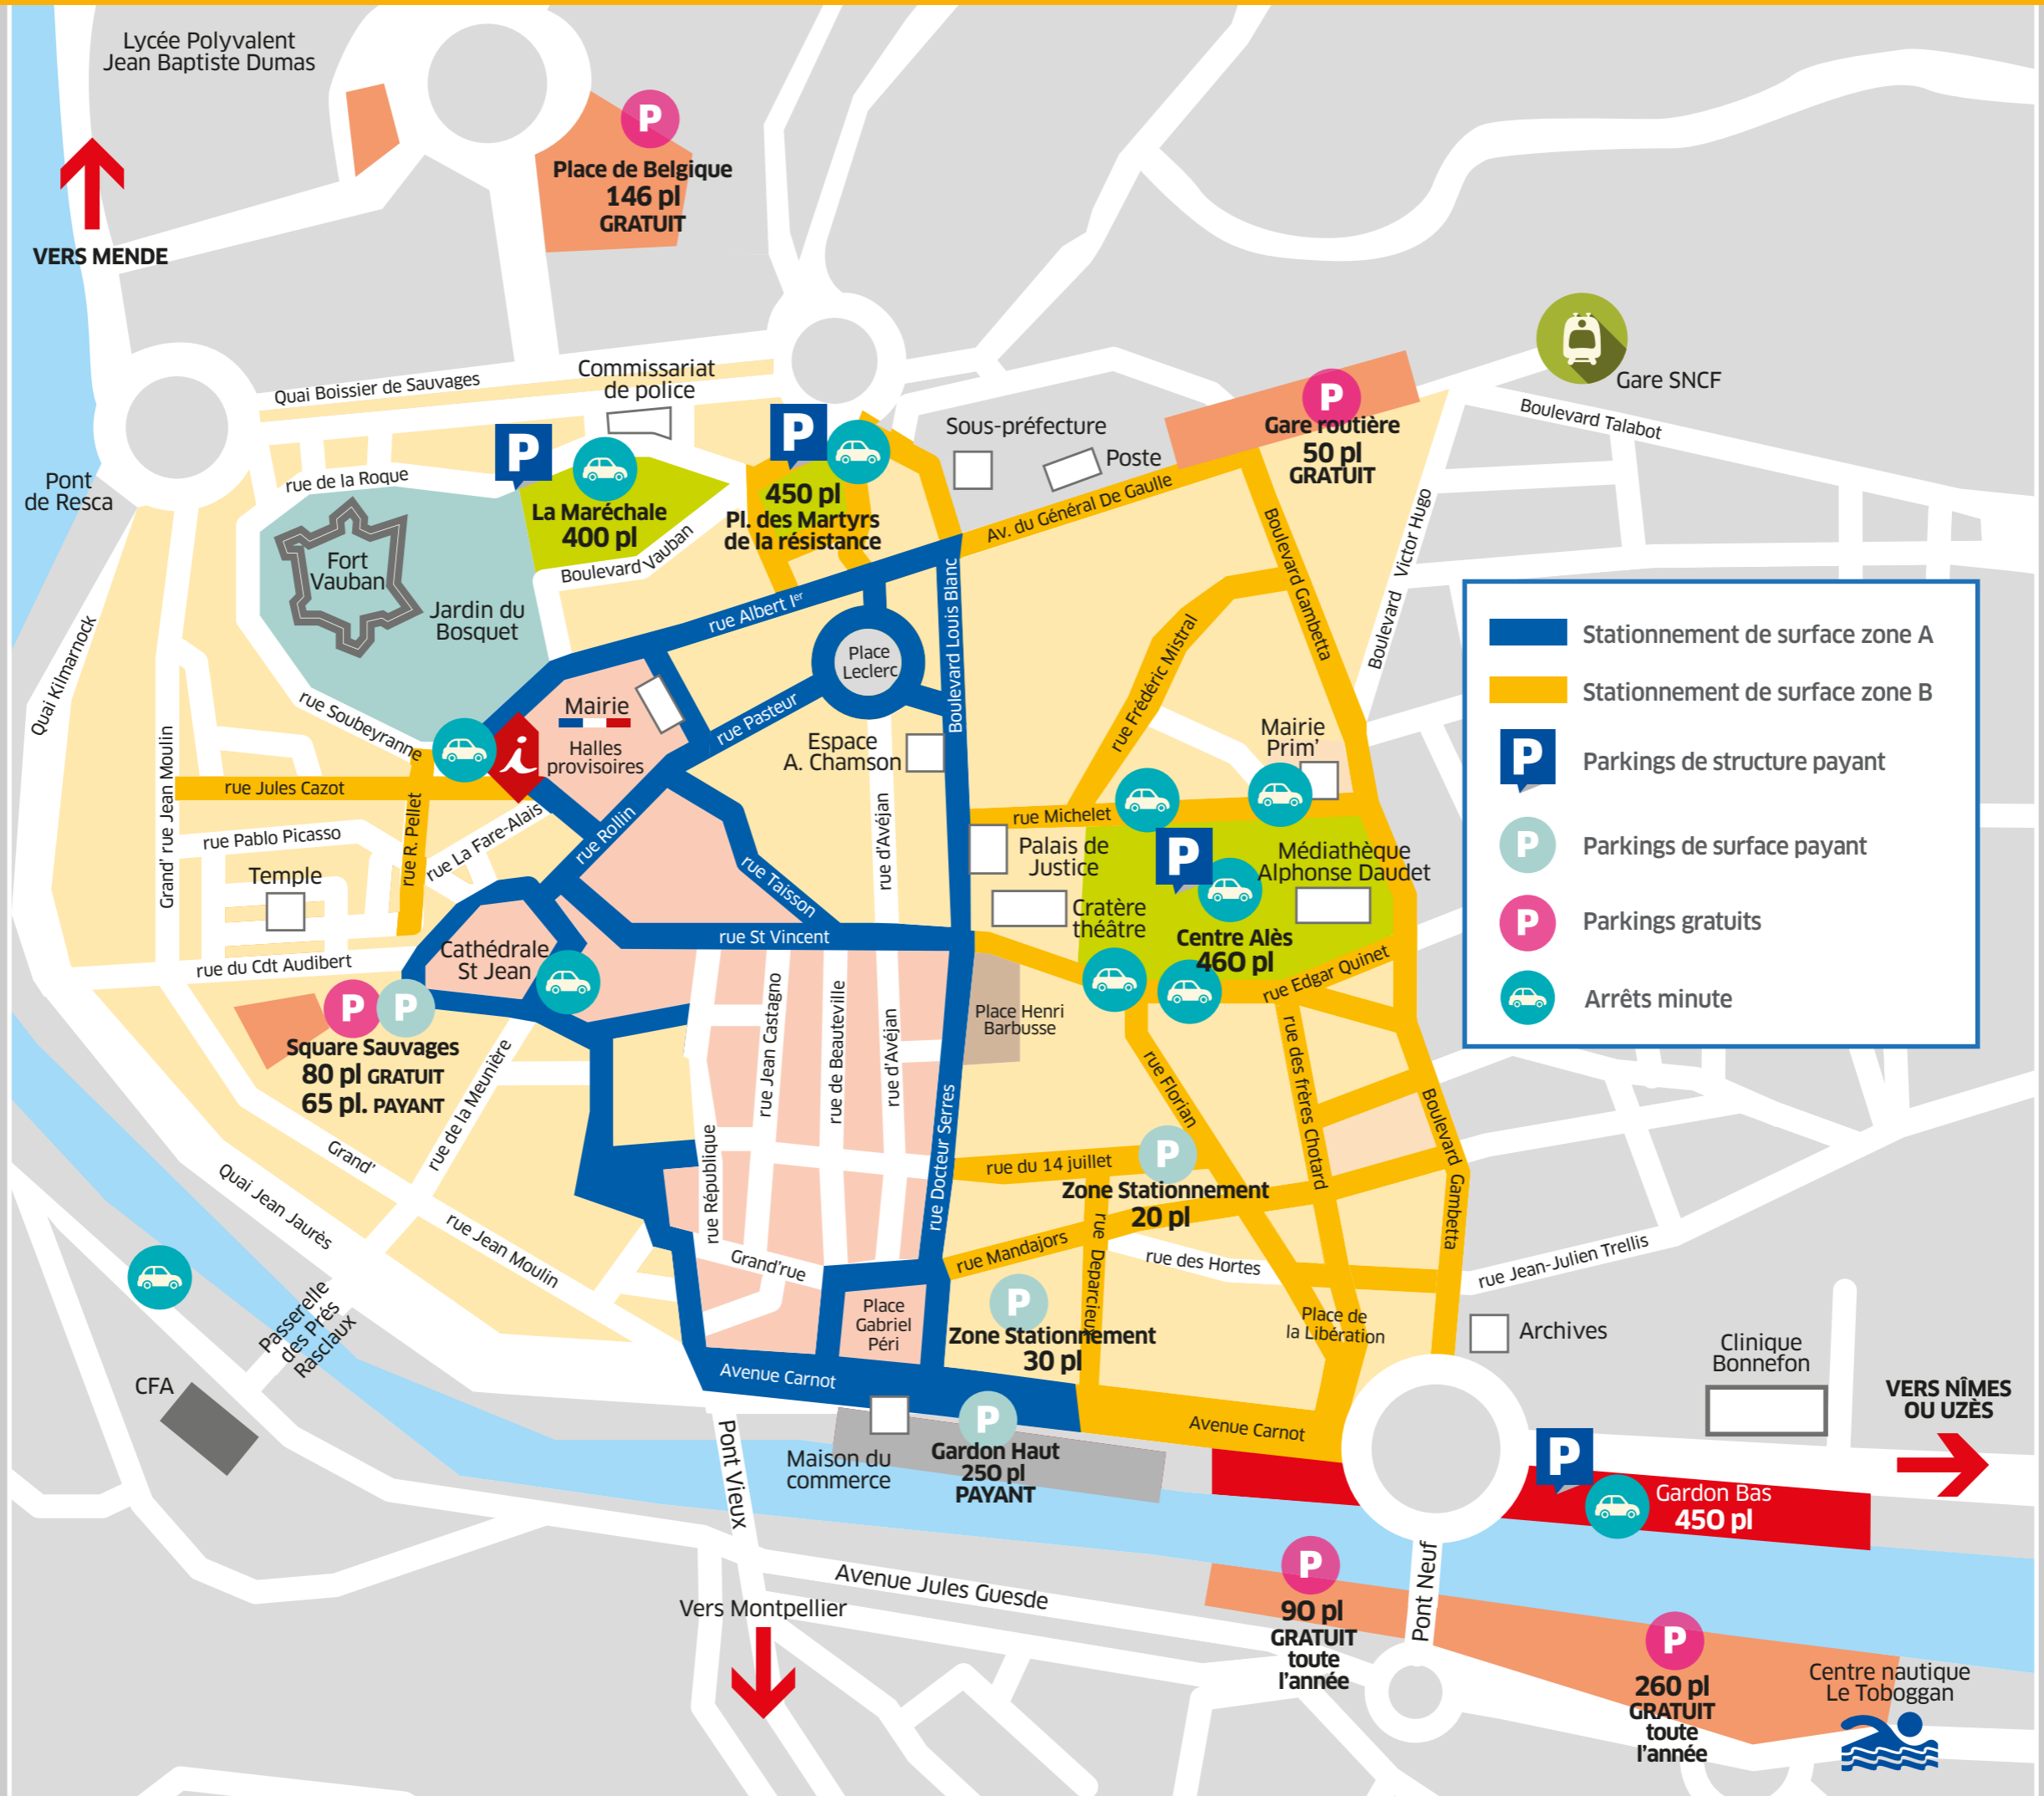 Lycée Polyvalent
Jean Baptiste Dumas
P
Place de Belgique
146 pl
GRATUIT
VERS MENDE
Quai Boissier de Sauvages
Commissariat
de police
Gare SNCF
Boulevard Talabot
P
Gare routière
50 pl
GRATUIT
Sous-préfecture
Poste
Av. du Général De Gaulle
Pont
de Resca
rue de la Roque
P
La Maréchale
400 pl
Boulevard Vauban
P
450 pl
Pl. des Martyrs
de la résistance
Fort
Vauban
Jardin du
Bosquet
Quai Kilmarnock
rue Soubeyranne
rue Albert Ier
Place
Leclerc
Boulevard Louis Blanc
Boulevard Gambetta
Boulevard Victor Hugo
rue Frédéric Mistral
Mairie
i
Halles
provisoires
rue Pasteur
Espace
A. Chamson
Mairie
Prim'
Grand' rue Jean Moulin
rue Jules Cazot
rue R. Pellet
rue Pablo Picasso
rue La Fare-Alais
rue Rollin
rue Taisson
rue d'Avéjan
rue Michelet
Palais de
Justice
P
Médiathèque
Alphonse Daudet
Cratère
théâtre
Centre Alès
460 pl
rue Edgar Quinet
Temple
rue du Cdt Audibert
Cathédrale
St Jean
rue St Vincent
P
P
Square Sauvages
80 pl GRATUIT
65 pl. PAYANT
rue de la Meunière
rue Jean Castagno
rue de Beauteville
rue d'Avéjan
Place Henri
Barbusse
rue Florian
rue des frères Chotard
Boulevard Gambeta
rue Docteur Serres
rue République
Grand'rue
rue du 14 juillet
P
Zone Stationnement
20 pl
rue Mandajors
rue Deparcieux
rue des Hortes
rue Jean-Julien Trellis
Grand'
rue Jean Moulin
Quai Jean Jaurès
Passerelle
des Prés
Rasclaux
CFA
Place
Gabriel
Péri
P
Zone Stationnement
30 pl
Place de
la Libération
Archives
Clinique
Bonnefon
VERS NÎMES
OU UZÈS
Avenue Carnot
Avenue Carnot
Maison du
commerce
P
Gardon Haut
250 pl
PAYANT
Pont Vieux
P
Gardon Bas
450 pl
Avenue Jules Guesde
Vers Montpellier
P
90 pl
GRATUIT
toute
l'année
Pont Neuf
P
260 pl
GRATUIT
toute
l'année
Centre nautique
Le Toboggan
Stationnement de surface zone A
Stationnement de surface zone B
P
Parkings de structure payant
P
Parkings de surface payant
P
Parkings gratuits
Arrêts minute